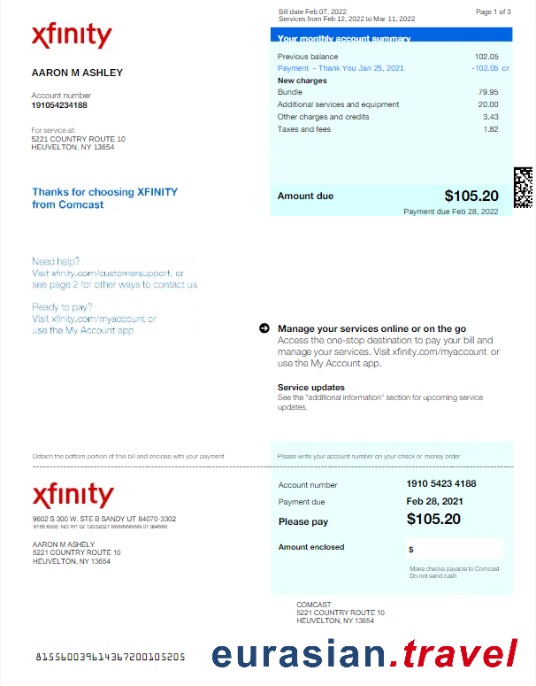 xfinity
Bill date Feb 07, 2022
Services from Feb 12, 2022 to Mar 11, 2022
Page 1 of 3
AARON M ASHLEY
Account number
191054234188
For service at:
5221 COUNTRY ROUTE 10
HEUVELTON, NY 13654
Thanks for choosing XFINITY
from Comcast
Need help?
Visit xfinity.com/customersupport, or
see page 2 for other ways to contact us
Ready to pay?
Visit xfinity.com/myaccount or
use the My Account app
Your monthly account summary
Previous balance 102.05
Payment - Thank You Jan 25, 2021 -102.05 cr
New charges
Bundle 79.95
Additional services and equipment 20.00
Other charges and credits 3.43
Taxes and fees 1.82
Amount due $105.20
Payment due Feb 28, 2022
Manage your services online or on the go
Access the one-stop destination to pay your bill and
manage your services. Visit xfinity.com/myaccount or
use the My Account app.
Service updates
See the "additional information" section for upcoming service
updates.
Detach the bottom portion of this bill and enclose with your payment
Please write your account number on your check or money order
xfinity
9602 S 300 W. STE B SANDY UT 84070-3302
AARON M ASHELY
5221 COUNTRY ROUTE 10
HEUVELTON, NY 13654
Account number 1910 5423 4188
Payment due Feb 28, 2021
Please pay $105.20
Amount enclosed $
Make checks payable to Comcast
Do not send cash
COMCAST
5221 COUNTRY ROUTE 10
HEUVELTON, NY 13654
815560039614367200105205
eurasian.travel